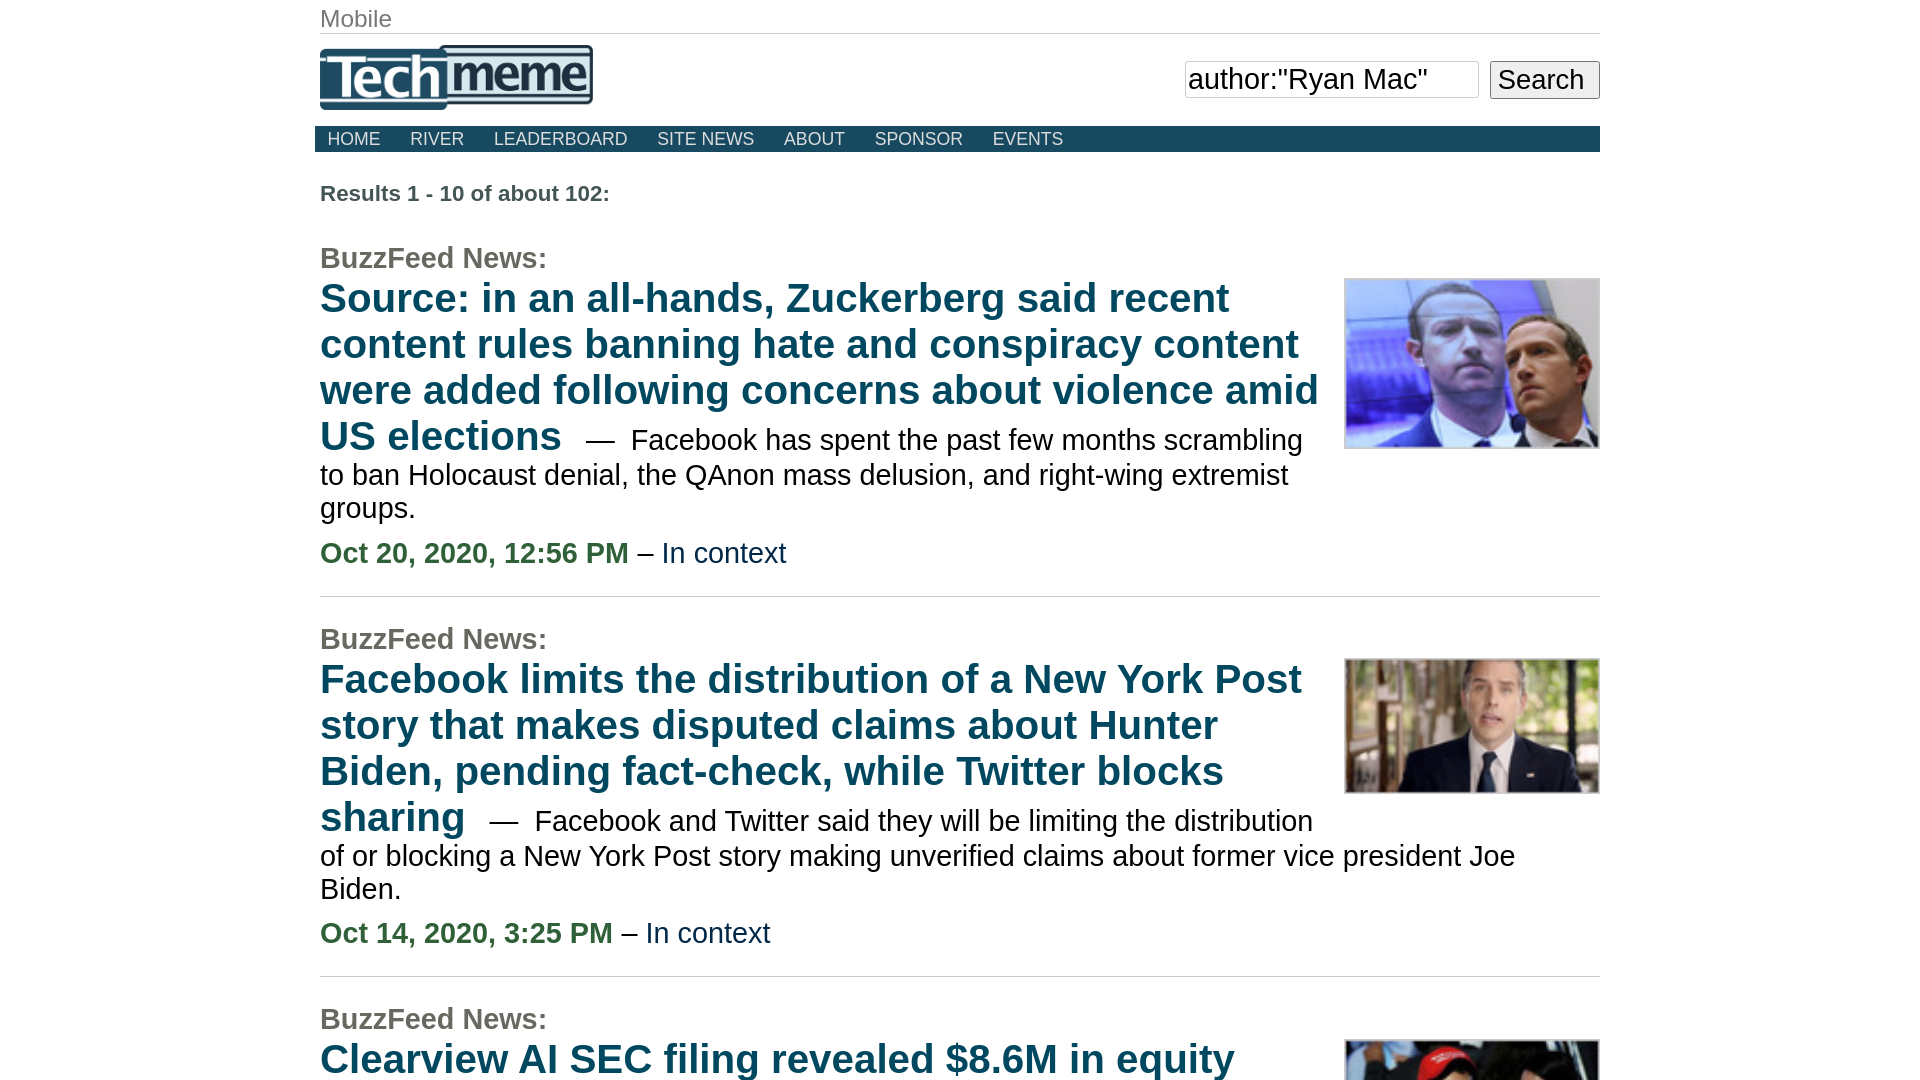 Mobile
Techmeme
author:"Ryan Mac"
Search
HOME RIVER LEADERBOARD SITE NEWS ABOUT SPONSOR EVENTS
Results 1 - 10 of about 102:
BuzzFeed News:
Source: in an all-hands, Zuckerberg said recent
content rules banning hate and conspiracy content
were added following concerns about violence amid
US elections — Facebook has spent the past few months scrambling
to ban Holocaust denial, the QAnon mass delusion, and right-wing extremist
groups.
Oct 20, 2020, 12:56 PM – In context
BuzzFeed News:
Facebook limits the distribution of a New York Post
story that makes disputed claims about Hunter
Biden, pending fact-check, while Twitter blocks
sharing — Facebook and Twitter said they will be limiting the distribution
of or blocking a New York Post story making unverified claims about former vice president Joe
Biden.
Oct 14, 2020, 3:25 PM – In context
BuzzFeed News:
Clearview AI SEC filing revealed $8.6M in equity